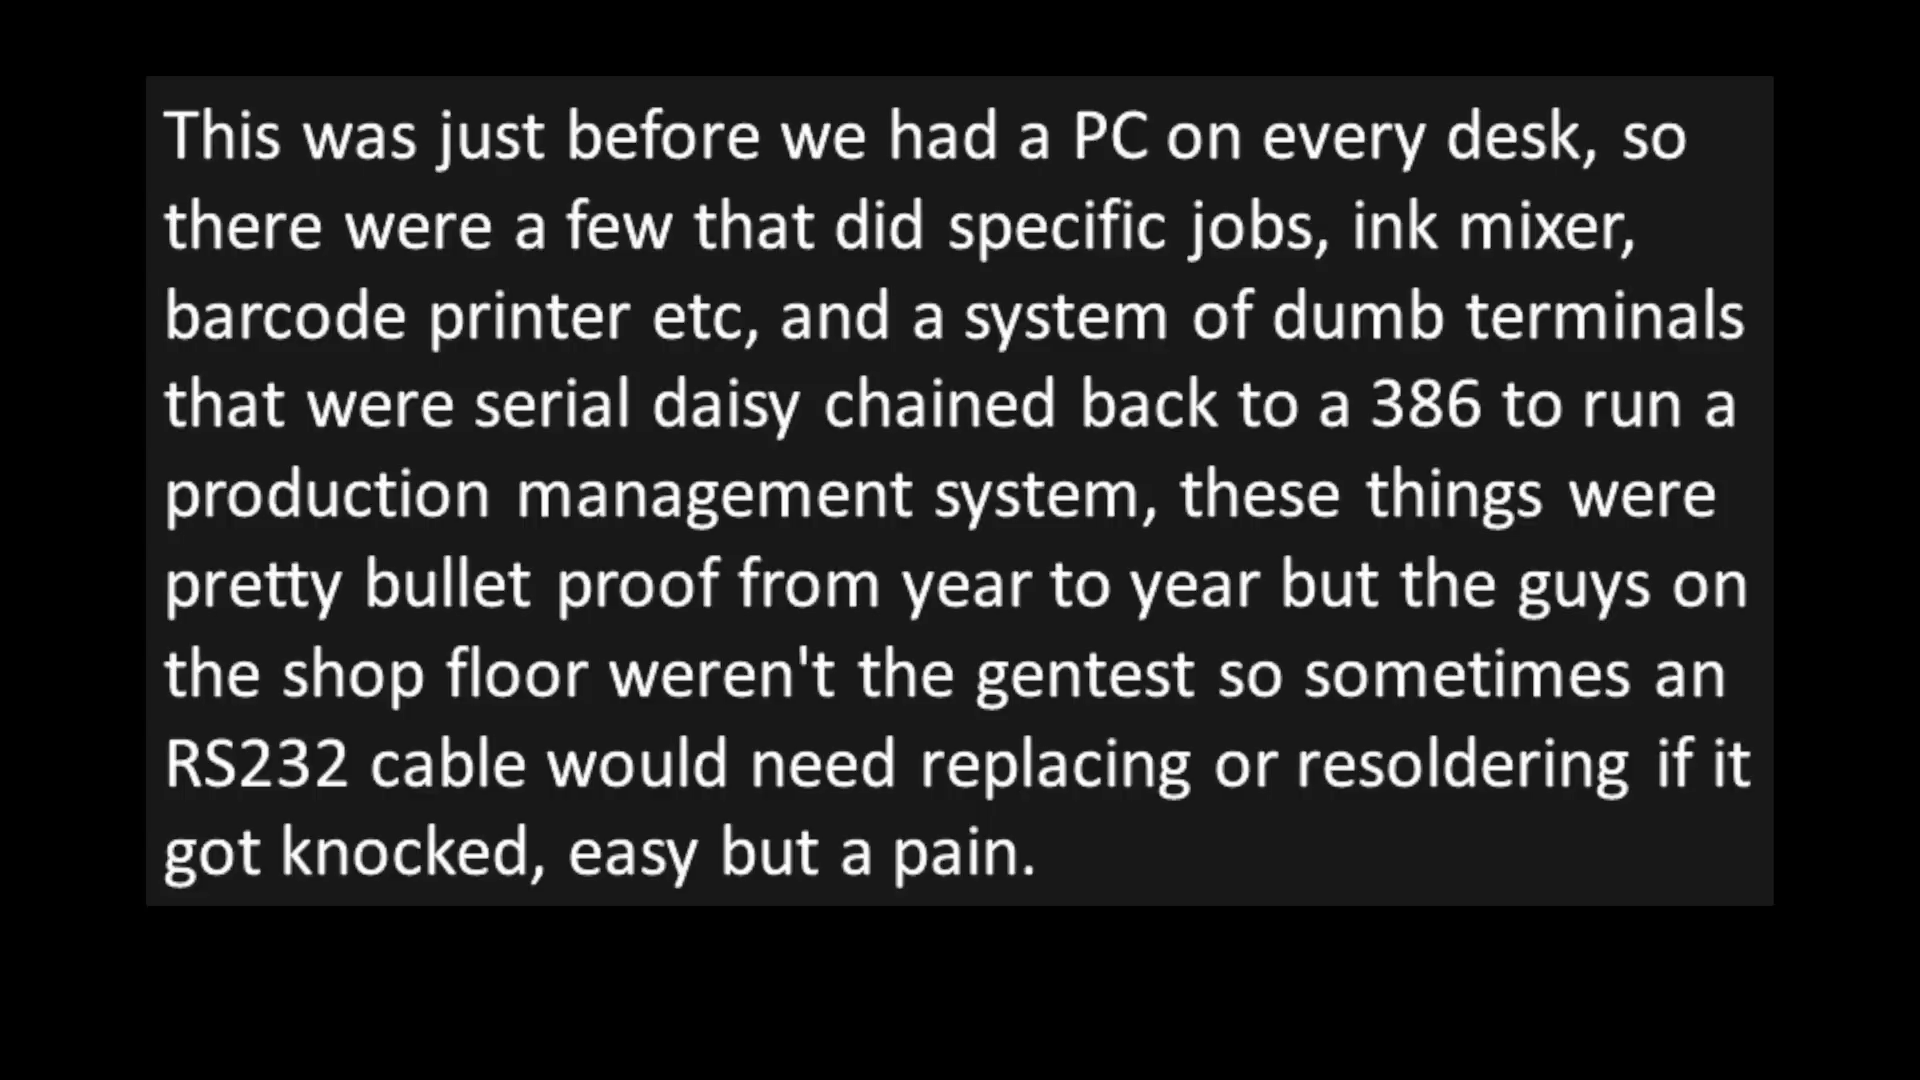 This was just before we had a PC on every desk, so
there were a few that did specific jobs, ink mixer,
barcode printer etc, and a system of dumb terminals
that were serial daisy chained back to a 386 to run a
production management system, these things were
pretty bullet proof from year to year but the guys on
the shop floor weren't the gentest so sometimes an
RS232 cable would need replacing or resoldering if it
got knocked, easy but a pain.